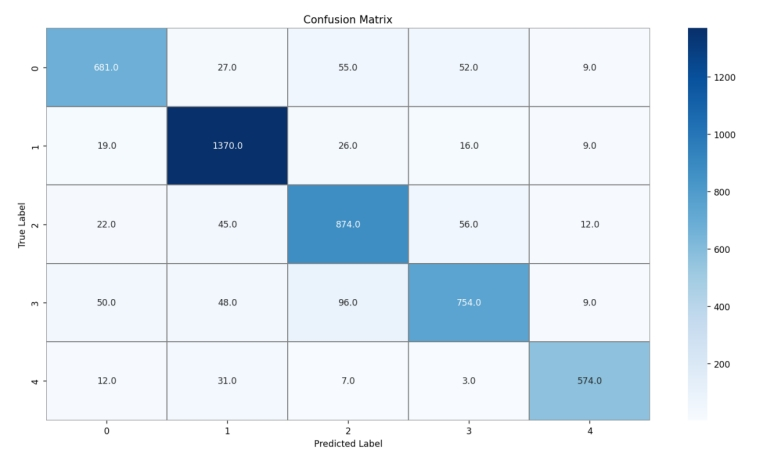 Confusion Matrix
True Label
0 681.0 27.0 55.0 52.0 9.0
1 19.0 1370.0 26.0 16.0 9.0
2 22.0 45.0 874.0 56.0 12.0
3 50.0 48.0 96.0 754.0 9.0
4 12.0 31.0 7.0 3.0 574.0
0 1 2 3 4
Predicted Label
1200
1000
800
600
400
200